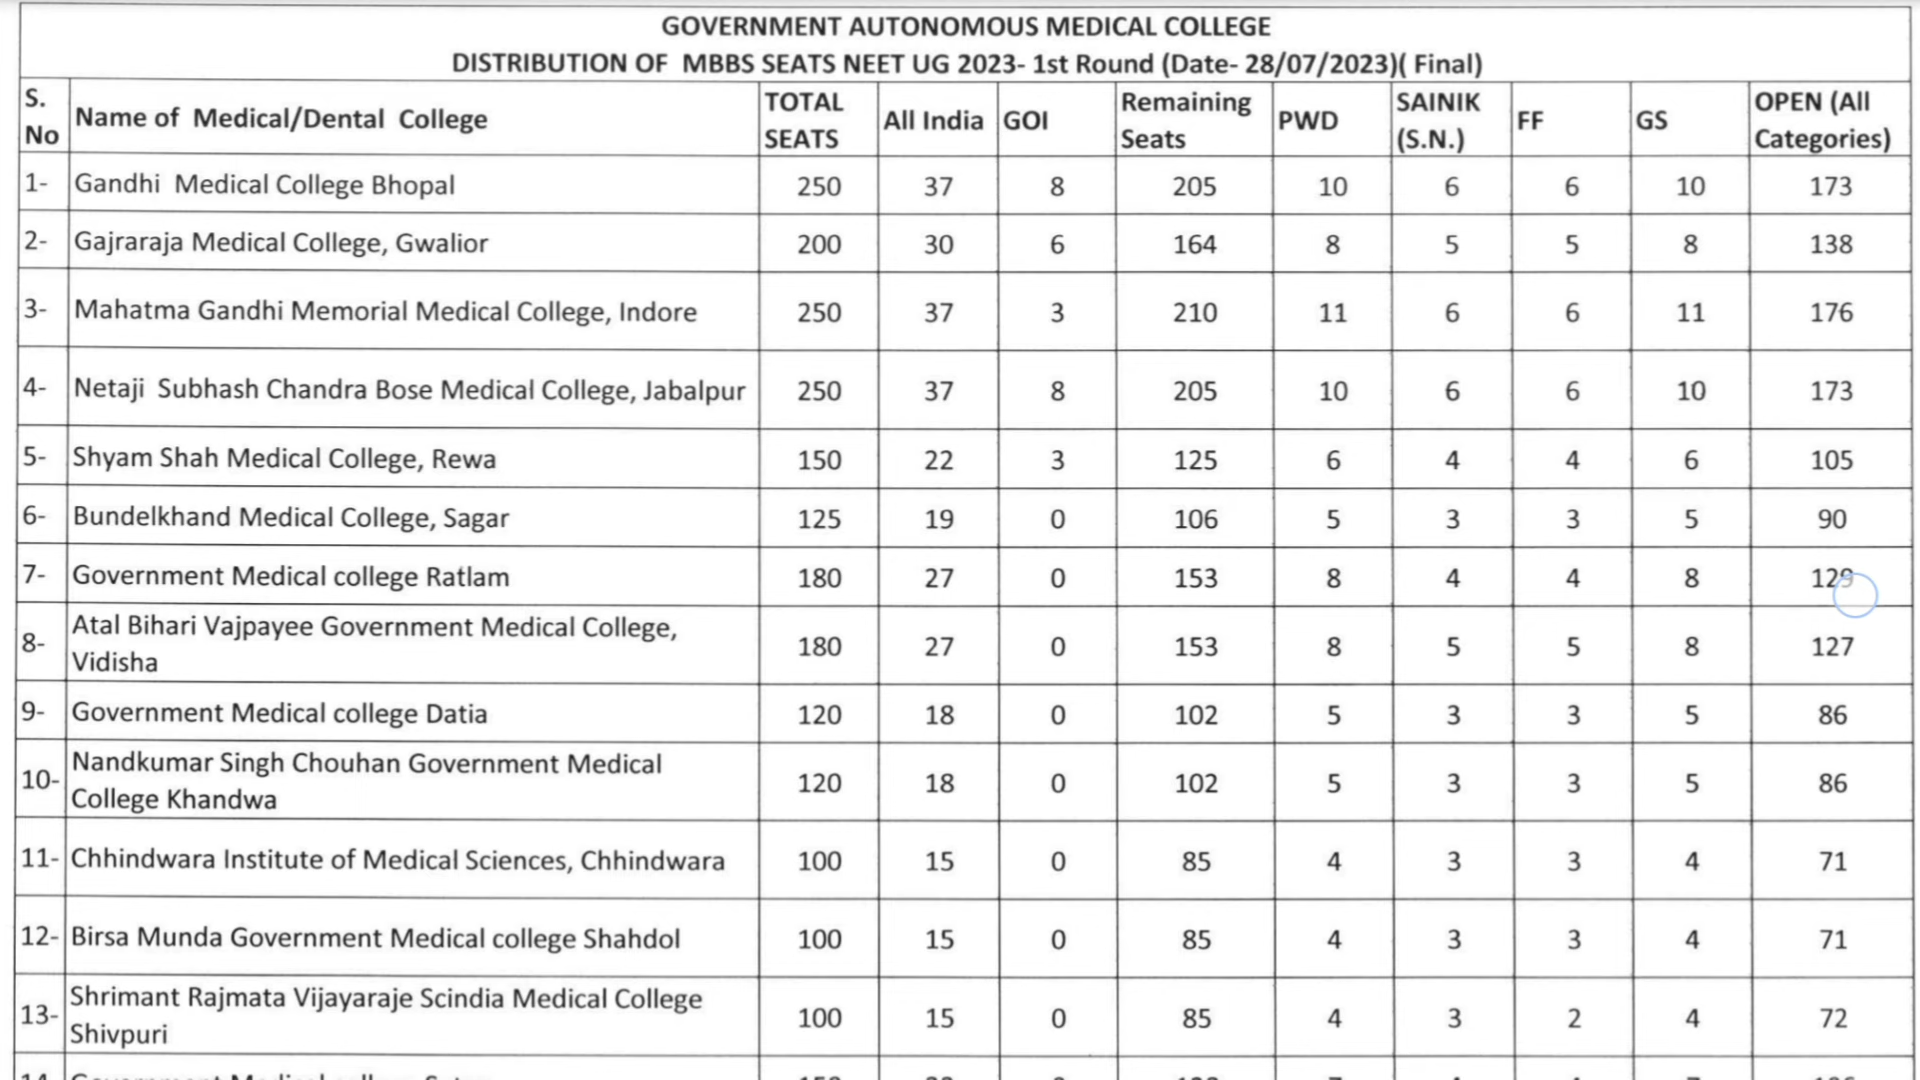 GOVERNMENT AUTONOMOUS MEDICAL COLLEGE
DISTRIBUTION OF MBBS SEATS NEET UG 2023- 1st Round (Date- 28/07/2023)( Final)
S. No Name of Medical/Dental College TOTAL SEATS All India GOI Remaining Seats PWD SAINIK (S.N.) FF GS OPEN (All Categories)
1- Gandhi Medical College Bhopal 250 37 8 205 10 6 6 10 173
2- Gajraraja Medical College, Gwalior 200 30 6 164 8 5 5 8 138
3- Mahatma Gandhi Memorial Medical College, Indore 250 37 3 210 11 6 6 11 176
4- Netaji Subhash Chandra Bose Medical College, Jabalpur 250 37 8 205 10 6 6 10 173
5- Shyam Shah Medical College, Rewa 150 22 3 125 6 4 4 6 105
6- Bundelkhand Medical College, Sagar 125 19 0 106 5 3 3 5 90
7- Government Medical college Ratlam 180 27 0 153 8 4 4 8 129
8- Atal Bihari Vajpayee Government Medical College, Vidisha 180 27 0 153 8 5 5 8 127
9- Government Medical college Datia 120 18 0 102 5 3 3 5 86
10- Nandkumar Singh Chouhan Government Medical College Khandwa 120 18 0 102 5 3 3 5 86
11- Chhindwara Institute of Medical Sciences, Chhindwara 100 15 0 85 4 3 3 4 71
12- Birsa Munda Government Medical college Shahdol 100 15 0 85 4 3 3 4 71
13- Shrimant Rajmata Vijayaraje Scindia Medical College Shivpuri 100 15 0 85 4 3 2 4 72